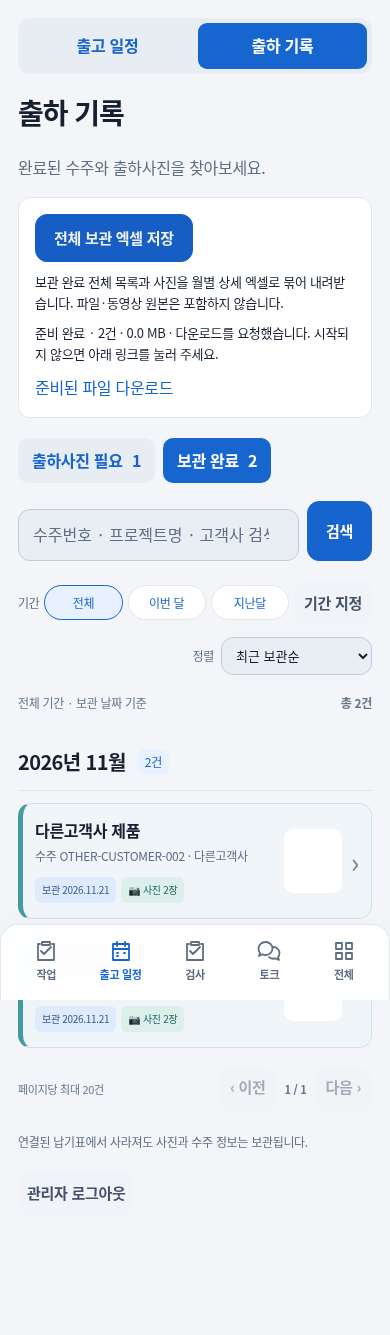 출고 일정
출하 기록
출하 기록
완료된 수주와 출하사진을 찾아보세요.
전체 보관 엑셀 저장
보관 완료 전체 목록과 사진을 월별 상세 엑셀로 묶어 내려받
습니다. 파일·동영상 원본은 포함하지 않습니다.
준비 완료 · 2건 · 0.0 MB · 다운로드를 요청했습니다. 시작되
지 않으면 아래 링크를 눌러 주세요.
준비된 파일 다운로드
출하사진 필요 1
보관 완료 2
수주번호 · 프로젝트명 · 고객사 검색
검색
기간
전체
이번 달
지난달
기간 지정
정렬
최근 보관순
전체 기간 · 보관 날짜 기준
총 2건
2026년 11월
2건
다른고객사 제품
수주 OTHER-CUSTOMER-002 · 다른고객사
보관 2026.11.21
📷 사진 2장
›
작업
출고 일정
검사
토크
전체
보관 2026.11.21
📷 사진 2장
페이지당 최대 20건
‹ 이전
1 / 1
다음 ›
연결된 납기표에서 사라져도 사진과 수주 정보는 보관됩니다.
관리자 로그아웃